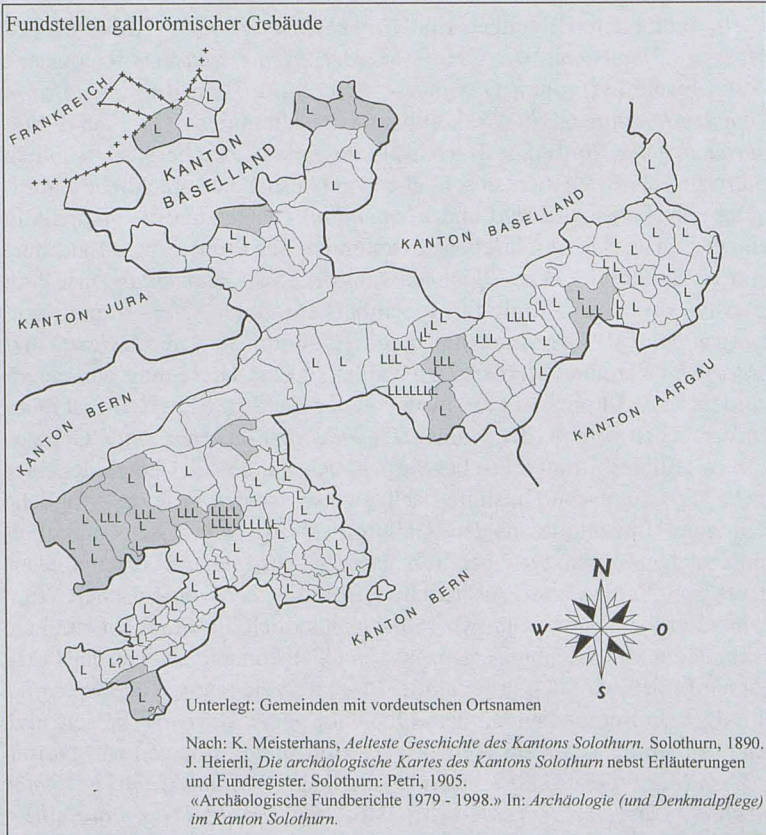 Fundstellen gallorömischer Gebäude
FRANKREICH
KANTON
BASELLAND
KANTON BASELLAND
KANTON JURA
KANTON BERN
KANTON AARGAU
KANTON BERN
L?
N
W O
S
Unterlegt: Gemeinden mit vordeutschen Ortsnamen
Nach: K. Meisterhans, Aelteste Geschichte des Kantons Solothurn. Solothurn, 1890.
J. Heierli, Die archäologische Kartes des Kantons Solothurn nebst Erläuterungen
und Fundregister. Solothurn: Petri, 1905.
«Archäologische Fundberichte 1979 - 1998.» In: Archäologie (und Denkmalpflege)
im Kanton Solothurn.